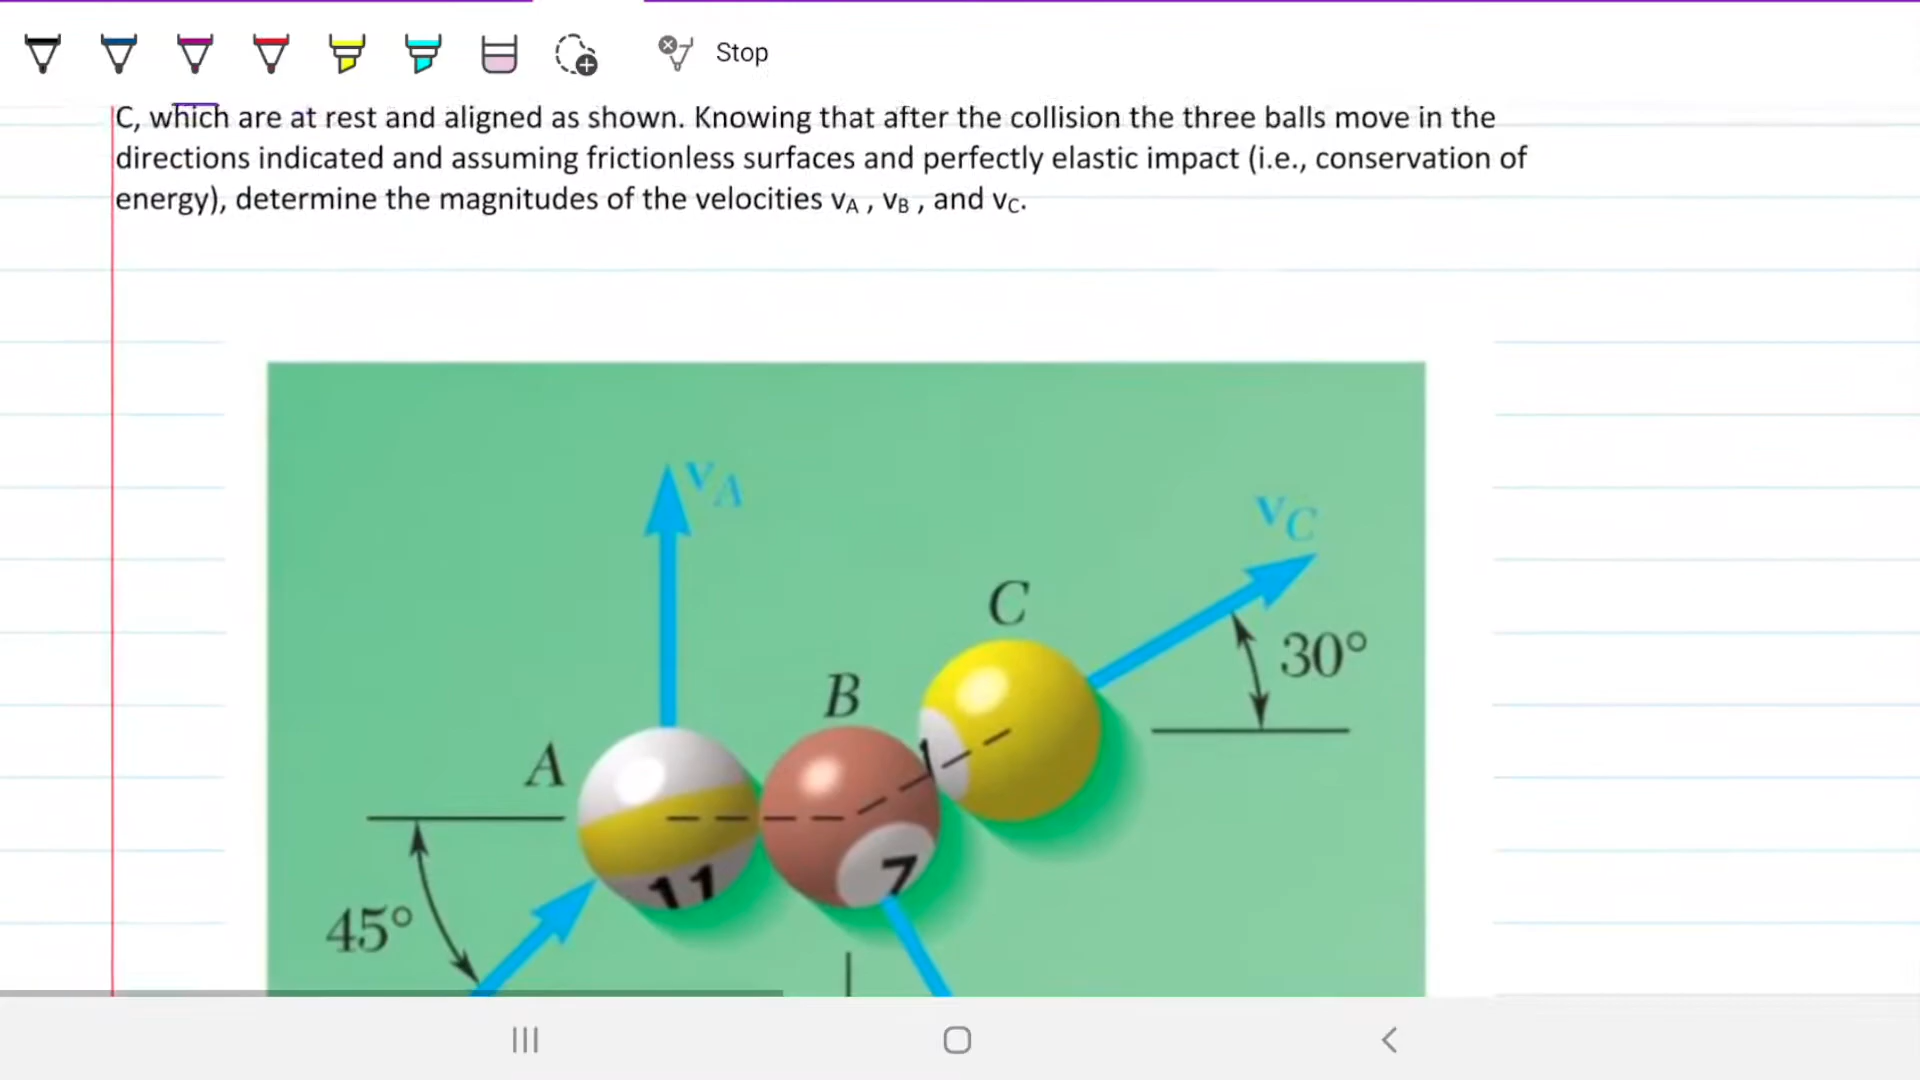 Stop
C, which are at rest and aligned as shown. Knowing that after the collision the three balls move in the
directions indicated and assuming frictionless surfaces and perfectly elastic impact (i.e., conservation of
energy), determine the magnitudes of the velocities vA , vB , and vC.
vA
vC
C
30°
B
A
1
11
7
45°